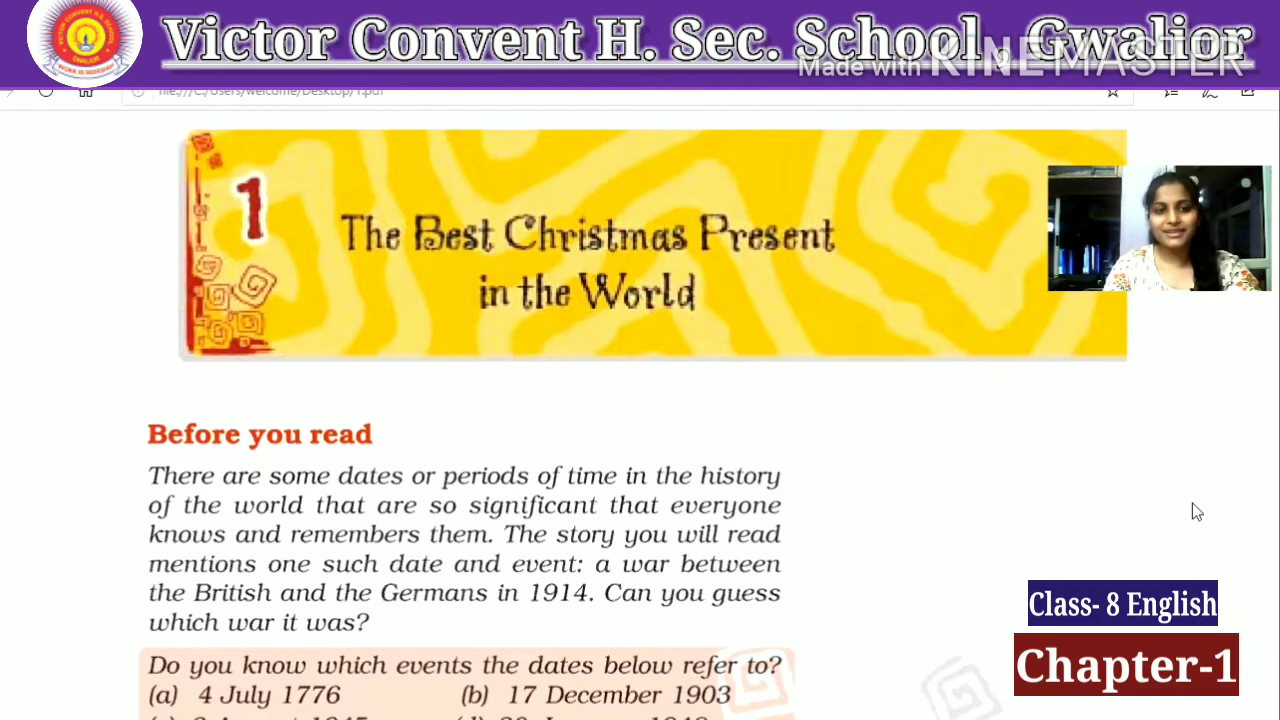 Victor Convent H. Sec. School, Gwalior
Made with KINEMASTER
1
The Best Christmas Present
in the World
Before you read
There are some dates or periods of time in the history
of the world that are so significant that everyone
knows and remembers them. The story you will read
mentions one such date and event: a war between
the British and the Germans in 1914. Can you guess
which war it was?
Do you know which events the dates below refer to?
(a) 4 July 1776 (b) 17 December 1903
Class- 8 English
Chapter-1